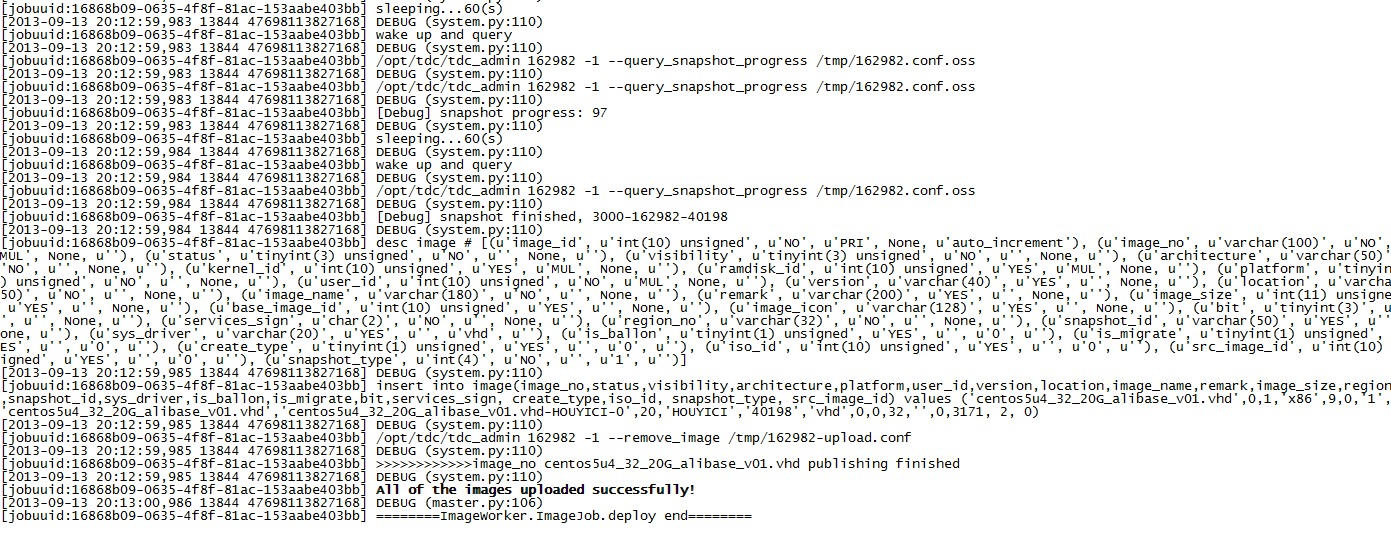 [jobuuid:16868b09-0635-4f8f-81ac-153aabe403bb] sleeping...60(s)
[2013-09-13 20:12:59,983 13844 47698113827168] DEBUG (system.py:110)
[jobuuid:16868b09-0635-4f8f-81ac-153aabe403bb] wake up and query
[2013-09-13 20:12:59,983 13844 47698113827168] DEBUG (system.py:110)
[jobuuid:16868b09-0635-4f8f-81ac-153aabe403bb] /opt/tdc/tdc_admin 162982 -1 --query_snapshot_progress /tmp/162982.conf.oss
[2013-09-13 20:12:59,983 13844 47698113827168] DEBUG (system.py:110)
[jobuuid:16868b09-0635-4f8f-81ac-153aabe403bb] /opt/tdc/tdc_admin 162982 -1 --query_snapshot_progress /tmp/162982.conf.oss
[2013-09-13 20:12:59,983 13844 47698113827168] DEBUG (system.py:110)
[jobuuid:16868b09-0635-4f8f-81ac-153aabe403bb] [Debug] snapshot progress: 97
[2013-09-13 20:12:59,983 13844 47698113827168] DEBUG (system.py:110)
[jobuuid:16868b09-0635-4f8f-81ac-153aabe403bb] sleeping...60(s)
[2013-09-13 20:12:59,984 13844 47698113827168] DEBUG (system.py:110)
[jobuuid:16868b09-0635-4f8f-81ac-153aabe403bb] wake up and query
[2013-09-13 20:12:59,984 13844 47698113827168] DEBUG (system.py:110)
[jobuuid:16868b09-0635-4f8f-81ac-153aabe403bb] /opt/tdc/tdc_admin 162982 -1 --query_snapshot_progress /tmp/162982.conf.oss
[2013-09-13 20:12:59,984 13844 47698113827168] DEBUG (system.py:110)
[jobuuid:16868b09-0635-4f8f-81ac-153aabe403bb] [Debug] snapshot finished, 3000-162982-40198
[2013-09-13 20:12:59,984 13844 47698113827168] DEBUG (system.py:110)
[jobuuid:16868b09-0635-4f8f-81ac-153aabe403bb] desc image # [(u'image_id', u'int(10) unsigned', u'NO', u'PRI', None, u'auto_increment'), (u'image_no', u'varchar(100)', u'NO',
MUL', None, u''), (u'status', u'tinyint(3) unsigned', u'NO', u'', None, u''), (u'visibility', u'tinyint(3) unsigned', u'NO', u'', None, u''), (u'architecture', u'varchar(50)'
'NO', u'', None, u''), (u'kernel_id', u'int(10) unsigned', u'YES', u'MUL', None, u''), (u'ramdisk_id', u'int(10) unsigned', u'YES', u'MUL', None, u''), (u'platform', u'tinyin
) unsigned', u'NO', u'', None, u''), (u'user_id', u'int(10) unsigned', u'NO', u'MUL', None, u''), (u'version', u'varchar(40)', u'YES', u'', None, u''), (u'location', u'varcha
50)', u'NO', u'', None, u''), (u'image_name', u'varchar(180)', u'NO', u'', None, u''), (u'remark', u'varchar(200)', u'YES', u'', None, u''), (u'image_size', u'int(11) unsigne
, u'YES', u'', None, u''), (u'base_image_id', u'int(10) unsigned', u'YES', u'', None, u''), (u'image_icon', u'varchar(128)', u'YES', u'', None, u''), (u'bit', u'tinyint(3)', u
', u'', None, u''), (u'services_sign', u'char(2)', u'NO', u'', None, u''), (u'region_no', u'varchar(32)', u'NO', u'', None, u''), (u'snapshot_id', u'varchar(50)', u'YES', u''
one, u''), (u'sys_driver', u'varchar(20)', u'YES', u'', u'vhd', u''), (u'is_ballon', u'tinyint(1) unsigned', u'YES', u'', u'0', u''), (u'is_migrate', u'tinyint(1) unsigned',
ES', u'', u'0', u''), (u'create_type', u'tinyint(1) unsigned', u'YES', u'', u'0', u''), (u'iso_id', u'int(10) unsigned', u'YES', u'', u'0', u''), (u'src_image_id', u'int(10)
igned', u'YES', u'', u'0', u''), (u'snapshot_type', u'int(4)', u'NO', u'', u'1', u'')]
[2013-09-13 20:12:59,985 13844 47698113827168] DEBUG (system.py:110)
[jobuuid:16868b09-0635-4f8f-81ac-153aabe403bb] insert into image(image_no,status,visibility,architecture,platform,user_id,version,location,image_name,remark,image_size,region
,snapshot_id,sys_driver,is_ballon,is_migrate,bit,services_sign, create_type,iso_id, snapshot_type, src_image_id) values ('centos5u4_32_20G_alibase_v01.vhd',0,1,'x86',9,0,'1',
'centos5u4_32_20G_alibase_v01.vhd','centos5u4_32_20G_alibase_v01.vhd-HOUYICI-0',20,'HOUYICI','40198','vhd',0,0,32,'',0,3171, 2, 0)
[2013-09-13 20:12:59,985 13844 47698113827168] DEBUG (system.py:110)
[jobuuid:16868b09-0635-4f8f-81ac-153aabe403bb] /opt/tdc/tdc_admin 162982 -1 --remove_image /tmp/162982-upload.conf
[2013-09-13 20:12:59,985 13844 47698113827168] DEBUG (system.py:110)
[jobuuid:16868b09-0635-4f8f-81ac-153aabe403bb] >>>>>>>>>>>>image_no centos5u4_32_20G_alibase_v01.vhd publishing finished
[2013-09-13 20:12:59,985 13844 47698113827168] DEBUG (system.py:110)
[jobuuid:16868b09-0635-4f8f-81ac-153aabe403bb] All of the images uploaded successfully!
[2013-09-13 20:13:00,986 13844 47698113827168] DEBUG (master.py:106)
[jobuuid:16868b09-0635-4f8f-81ac-153aabe403bb] ========ImageWorker.ImageJob.deploy end========